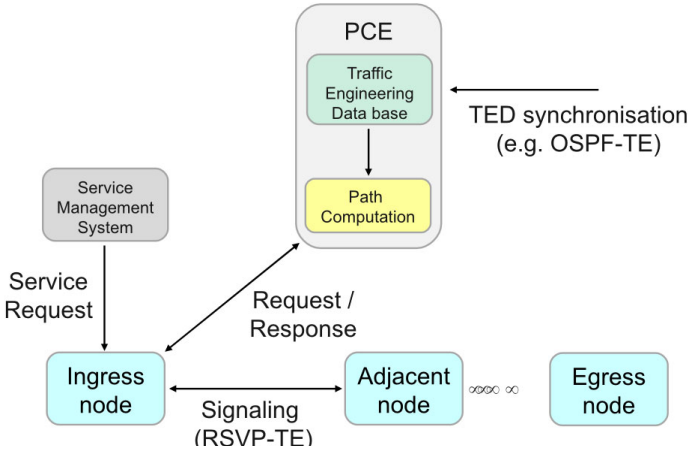 PCE
Traffic
Engineering
Data base
TED synchronisation
(e.g. OSPF-TE)
Service
Management
System
Path
Computation
Service
Request
Request /
Response
Ingress
node
Adjacent
node
∞∞∞ ∞
Egress
node
Signaling
(RSVP-TE)